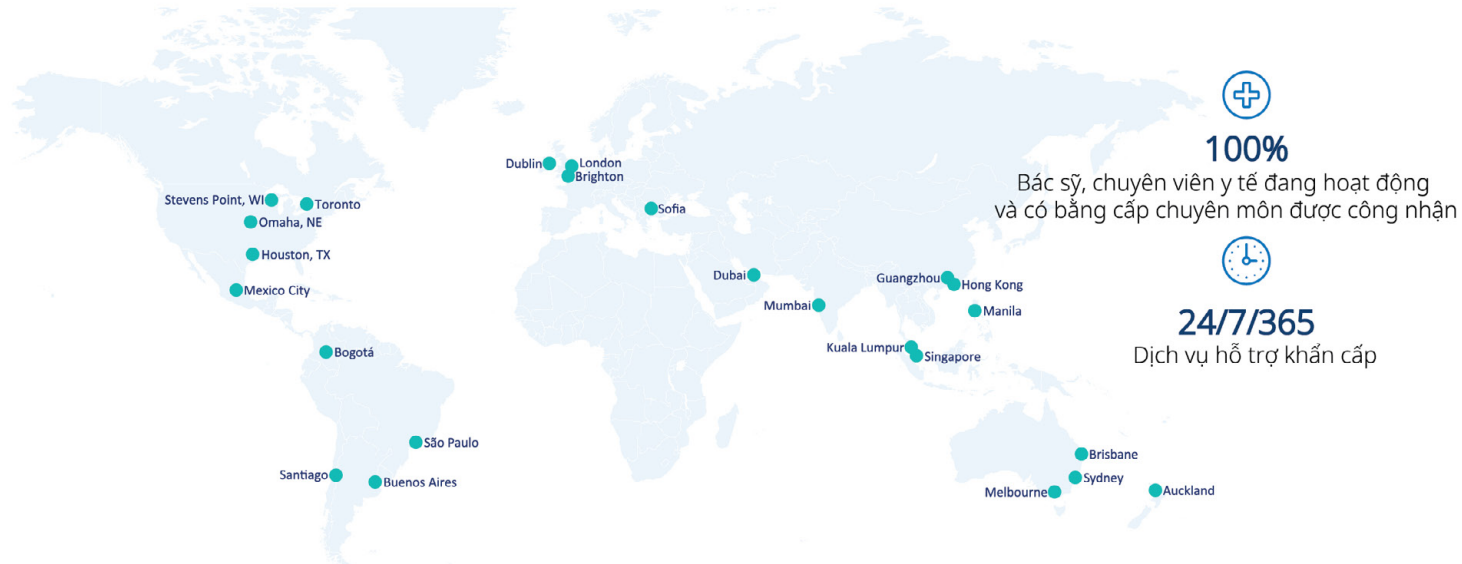 Dublin
London
Brighton
Stevens Point, WI
Toronto
Sofia
Omaha, NE
Houston, TX
Mexico City
Dubai
Mumbai
Guangzhou
Hong Kong
Manila
Kuala Lumpur
Singapore
Bogotá
São Paulo
Santiago
Buenos Aires
Brisbane
Sydney
Melbourne
Auckland
100%
Bác sỹ, chuyên viên y tế đang hoạt động
và có bằng cấp chuyên môn được công nhận
24/7/365
Dịch vụ hỗ trợ khẩn cấp